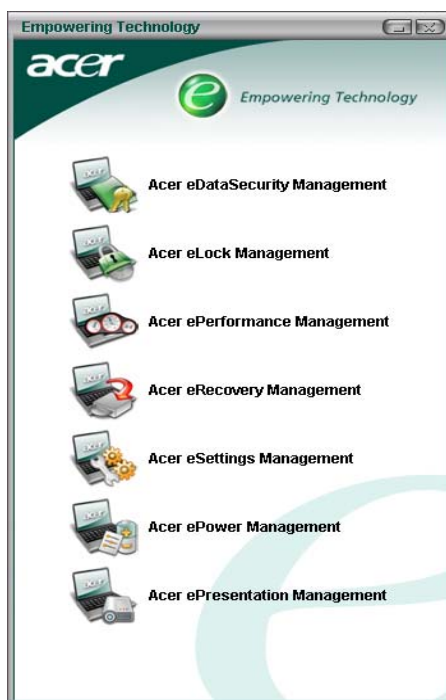 Empowering Technology
acer
e Empowering Technology
Acer eDataSecurity Management
Acer eLock Management
Acer ePerformance Management
Acer eRecovery Management
Acer eSettings Management
Acer ePower Management
Acer ePresentation Management